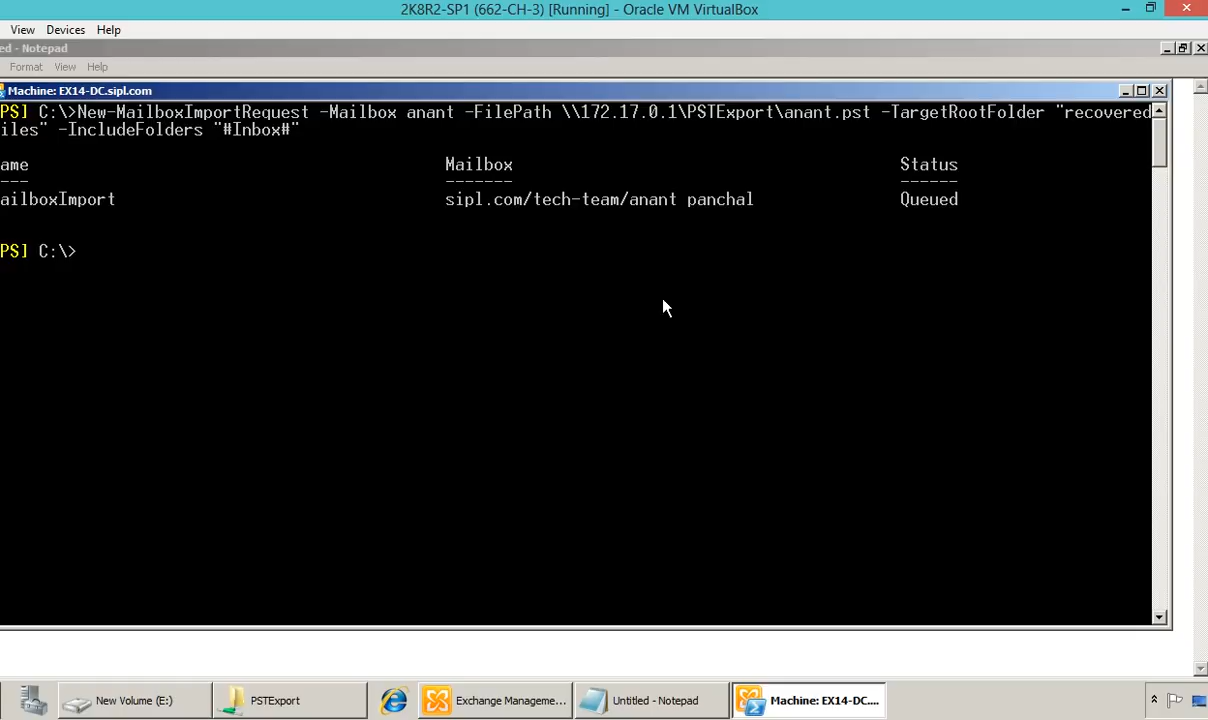 2K8R2-SP1 (662-CH-3) [Running] - Oracle VM VirtualBox
View Devices Help
ed - Notepad
Format View Help
Machine: EX14-DC.sipl.com
PS] C:\>New-MailboxImportRequest -Mailbox anant -FilePath \\172.17.0.1\PSTExport\anant.pst -TargetRootFolder "recovered
iles" -IncludeFolders "#Inbox#"
ame Mailbox Status
--- ------- ------
ailboxImport sipl.com/tech-team/anant panchal Queued
PS] C:\>
New Volume (E:) PSTExport Exchange Manageme... Untitled - Notepad Machine: EX14-DC....